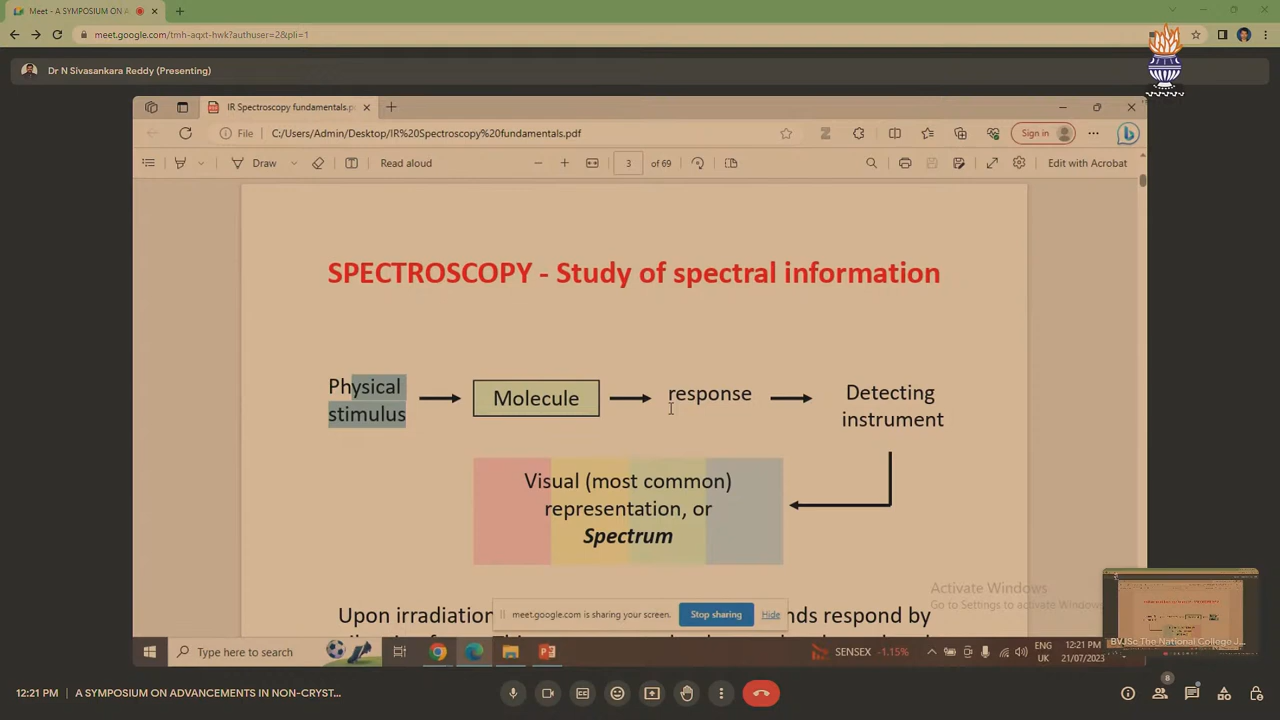 Meet - A SYMPOSIUM ON A
meet.google.com/tmh-aqxt-hwk?authuser=2&pli=1
Dr N Sivasankara Reddy (Presenting)
IR Spectroscopy fundamentals.p
File C:/Users/Admin/Desktop/IR%20Spectroscopy%20fundamentals.pdf
Sign in
Draw
Read aloud
3 of 69
Edit with Acrobat
SPECTROSCOPY - Study of spectral information
Physical
stimulus
Molecule
response
Detecting
instrument
Visual (most common)
representation, or
Spectrum
Activate Windows
Go to Settings to activate Windows
Upon irradiation
nds respond by
meet.google.com is sharing your screen.
Stop sharing
Hide
BVJSc The National College J...
Type here to search
SENSEX -1.15%
ENG
UK
12:21 PM
21/07/2023
8
12:21 PM | A SYMPOSIUM ON ADVANCEMENTS IN NON-CRYST...